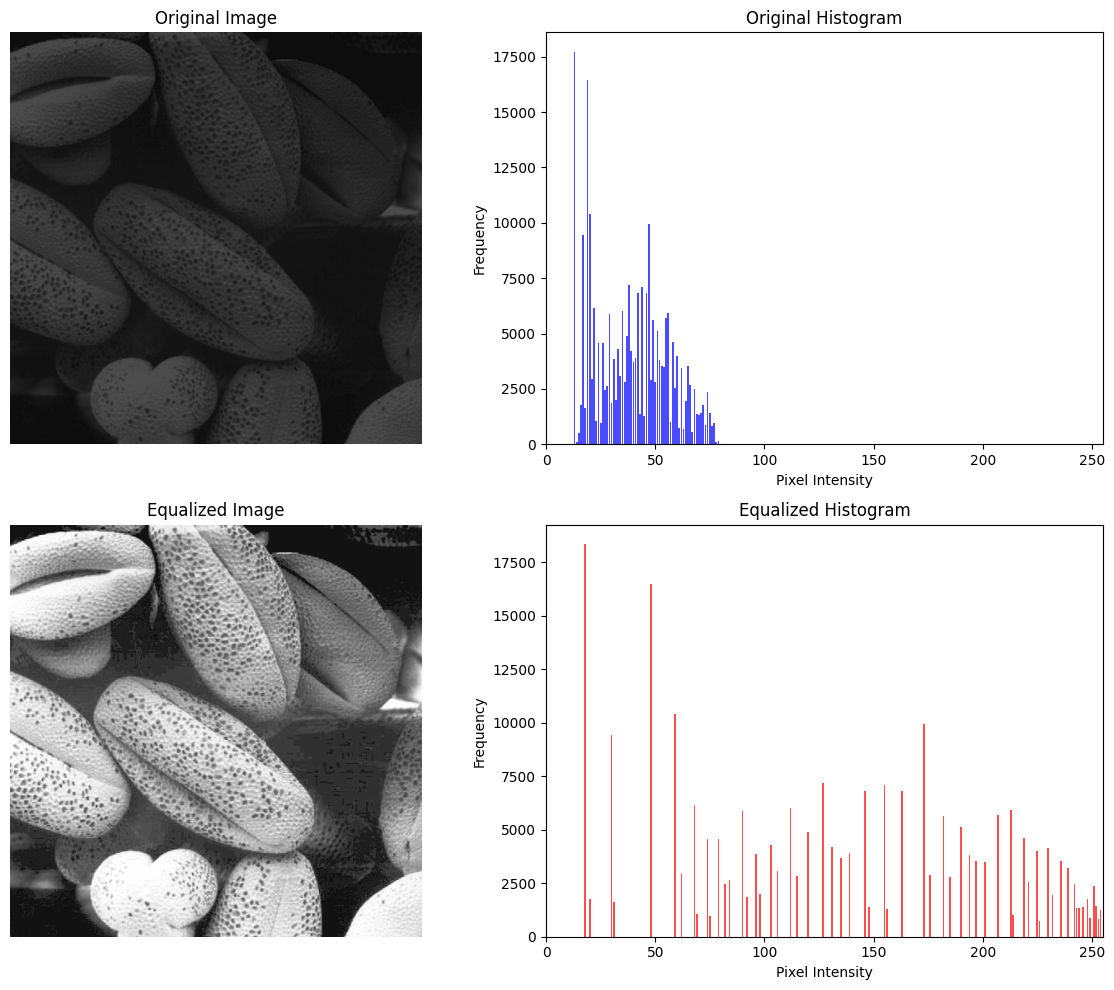 Original Image
Original Histogram
17500
15000
12500
10000
7500
5000
2500
0
Frequency
0 50 100 150 200 250
Pixel Intensity
Equalized Image
Equalized Histogram
17500
15000
12500
10000
7500
5000
2500
0
Frequency
0 50 100 150 200 250
Pixel Intensity